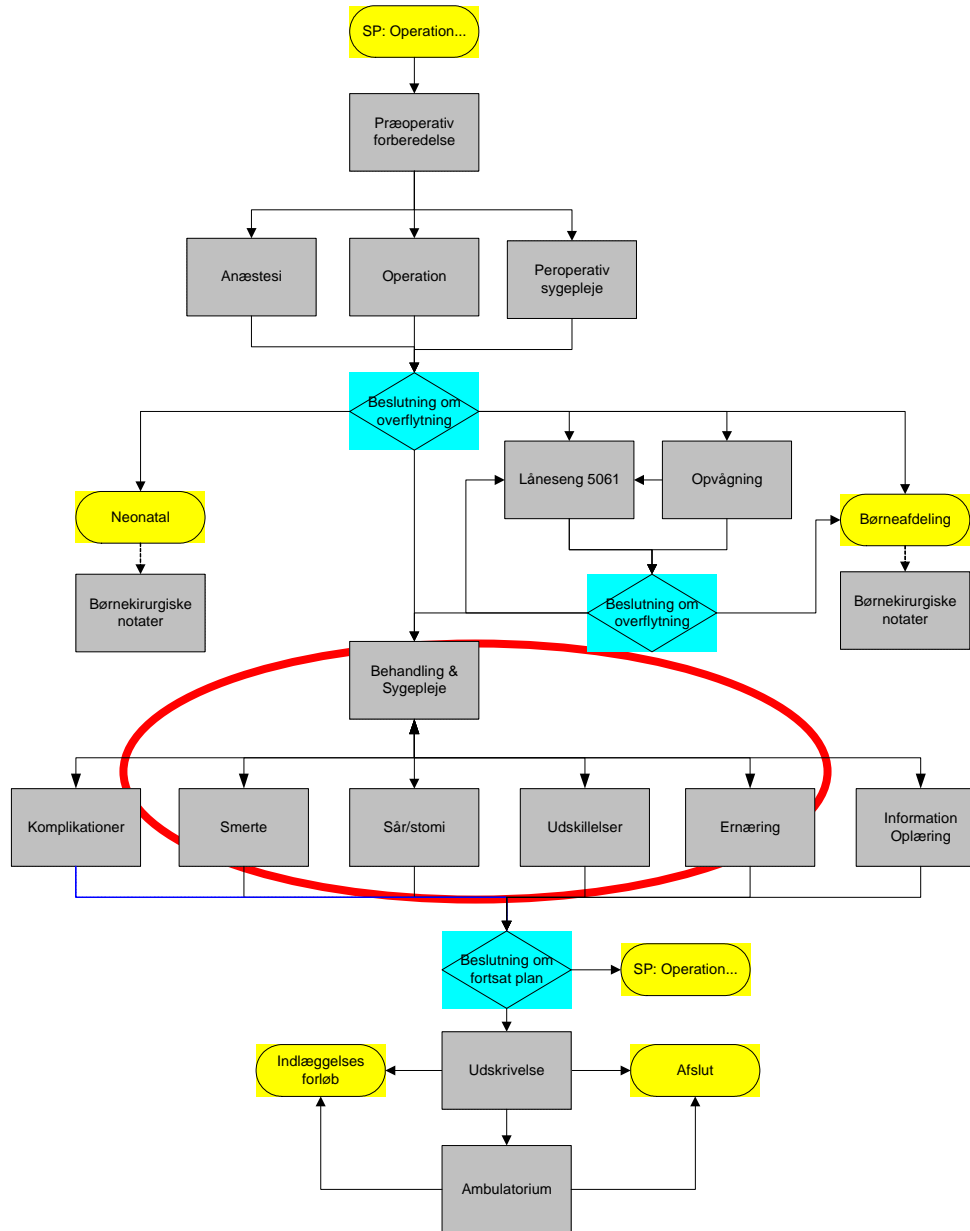 SP: Operation...
Præoperativ
forberedelse
Anæstesi
Operation
Peroperativ
sygepleje
Beslutning om
overflytning
Låneseng 5061
Opvågning
Neonatal
Børneafdeling
Børnekirurgiske
notater
Beslutning om
overflytning
Børnekirurgiske
notater
Behandling &
Sygepleje
Komplikationer
Smerte
Sår/stomi
Udskillelser
Ernæring
Information
Oplæring
Beslutning om
fortsat plan
SP: Operation...
Indlæggelses
forløb
Udskrivelse
Afslut
Ambulatorium